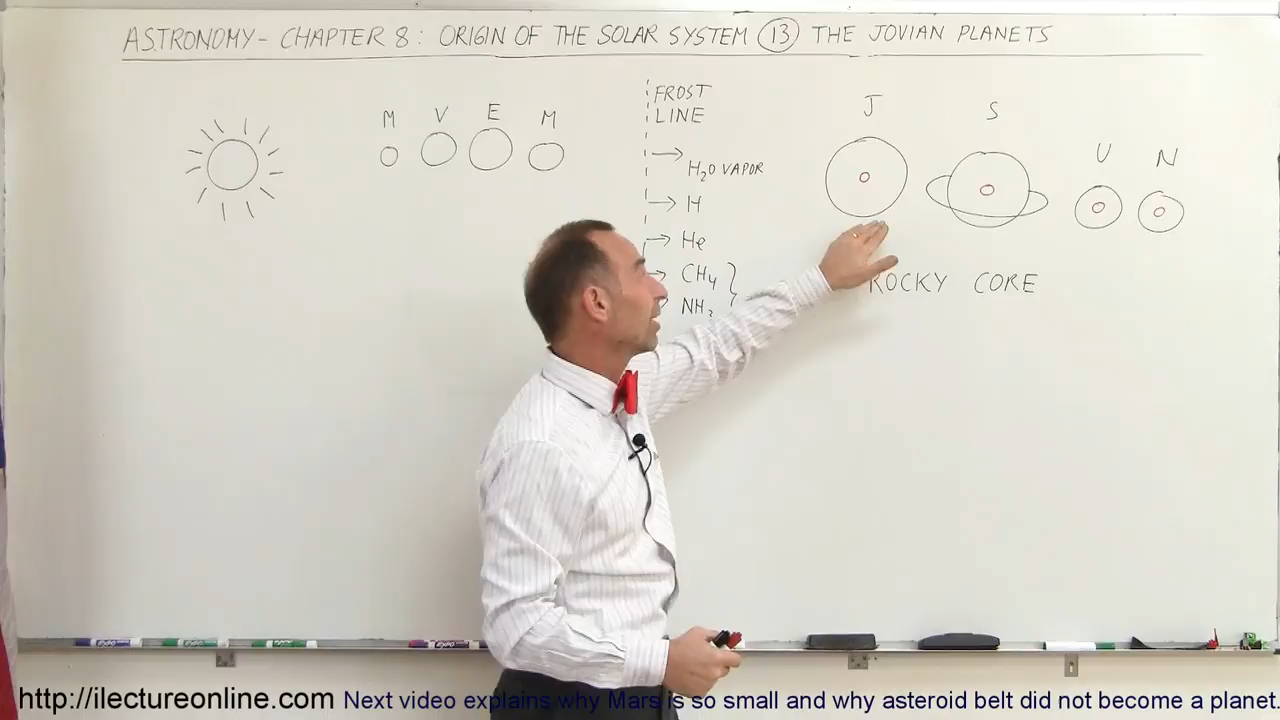 ASTRONOMY- CHAPTER 8: ORIGIN OF THE SOLAR SYSTEM 13 THE JOVIAN PLANETS
M V E M
FROST
LINE
H₂O VAPOR
H
He
CH₄
NH₃
J S U N
ROCKY CORE
http://ilectureonline.com Next video explains why Mars is so small and why asteroid belt did not become a planet.